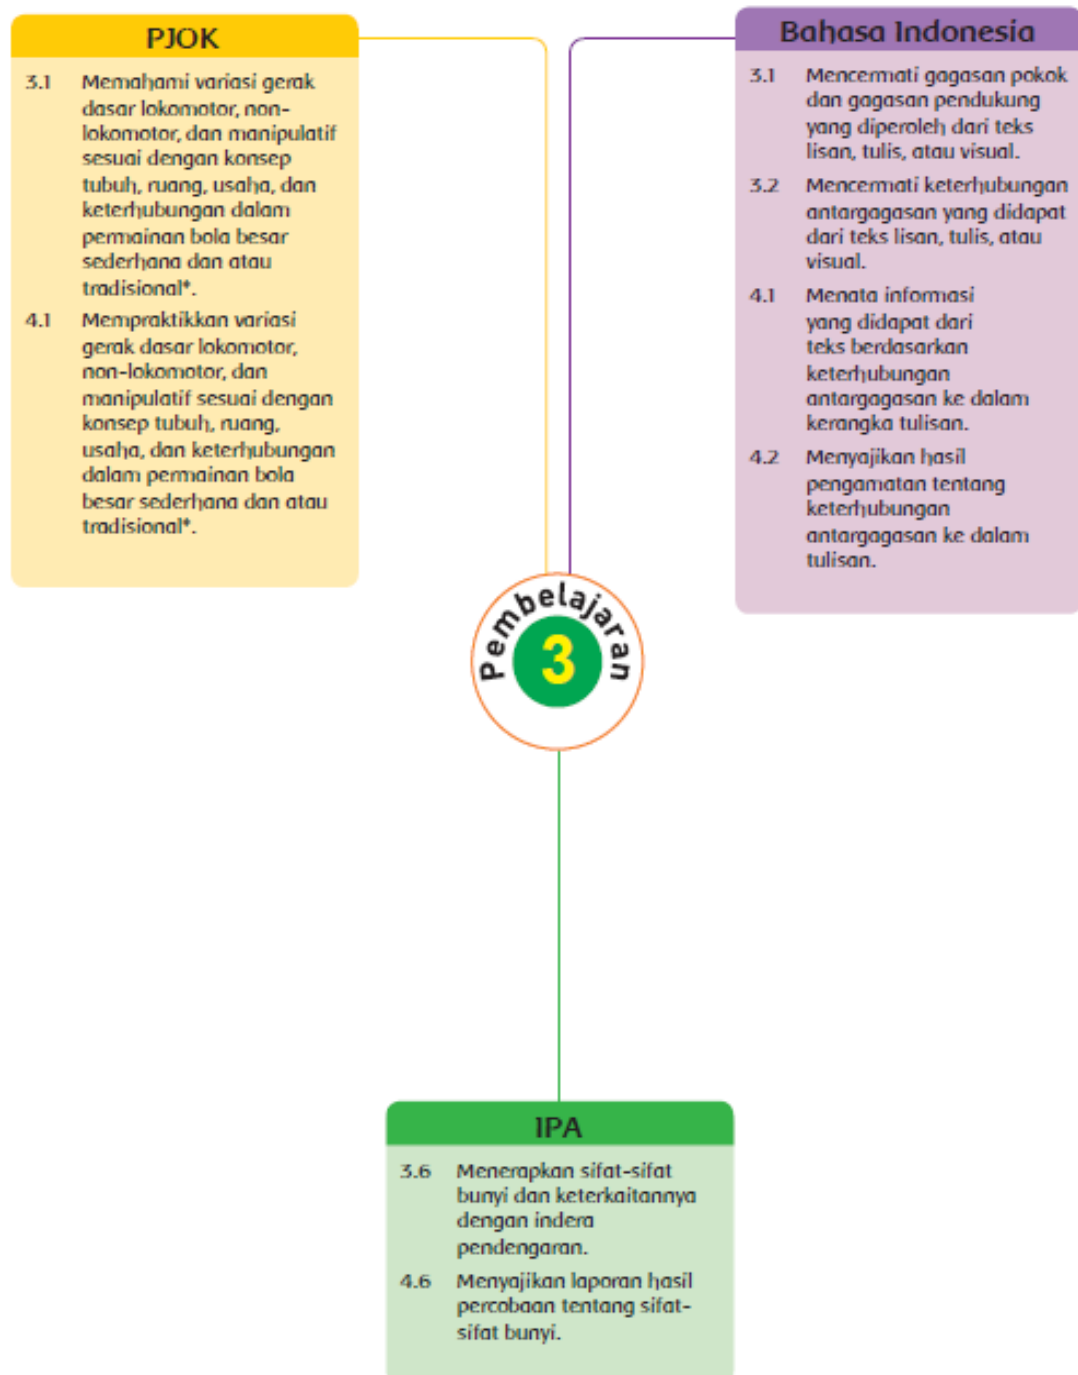 PJOK
3.1 Memahami variasi gerak
dasar lokomotor, non-
lokomotor, dan manipulatif
sesuai dengan konsep
tubuh, ruang, usaha, dan
keterhubungan dalam
permainan bola besar
sederhana dan atau
tradisional*.
4.1 Mempraktikkan variasi
gerak dasar lokomotor,
non-lokomotor, dan
manipulatif sesuai dengan
konsep tubuh, ruang,
usaha, dan keterhubungan
dalam permainan bola
besar sederhana dan atau
tradisional*.
Bahasa Indonesia
3.1 Mencermati gagasan pokok
dan gagasan pendukung
yang diperoleh dari teks
lisan, tulis, atau visual.
3.2 Mencermati keterhubungan
antargagasan yang didapat
dari teks lisan, tulis, atau
visual.
4.1 Menata informasi
yang didapat dari
teks berdasarkan
keterhubungan
antargagasan ke dalam
kerangka tulisan.
4.2 Menyajikan hasil
pengamatan tentang
keterhubungan
antargagasan ke dalam
tulisan.
Pembelajaran
3
IPA
3.6 Menerapkan sifat-sifat
bunyi dan keterkaitannya
dengan indera
pendengaran.
4.6 Menyajikan laporan hasil
percobaan tentang sifat-
sifat bunyi.